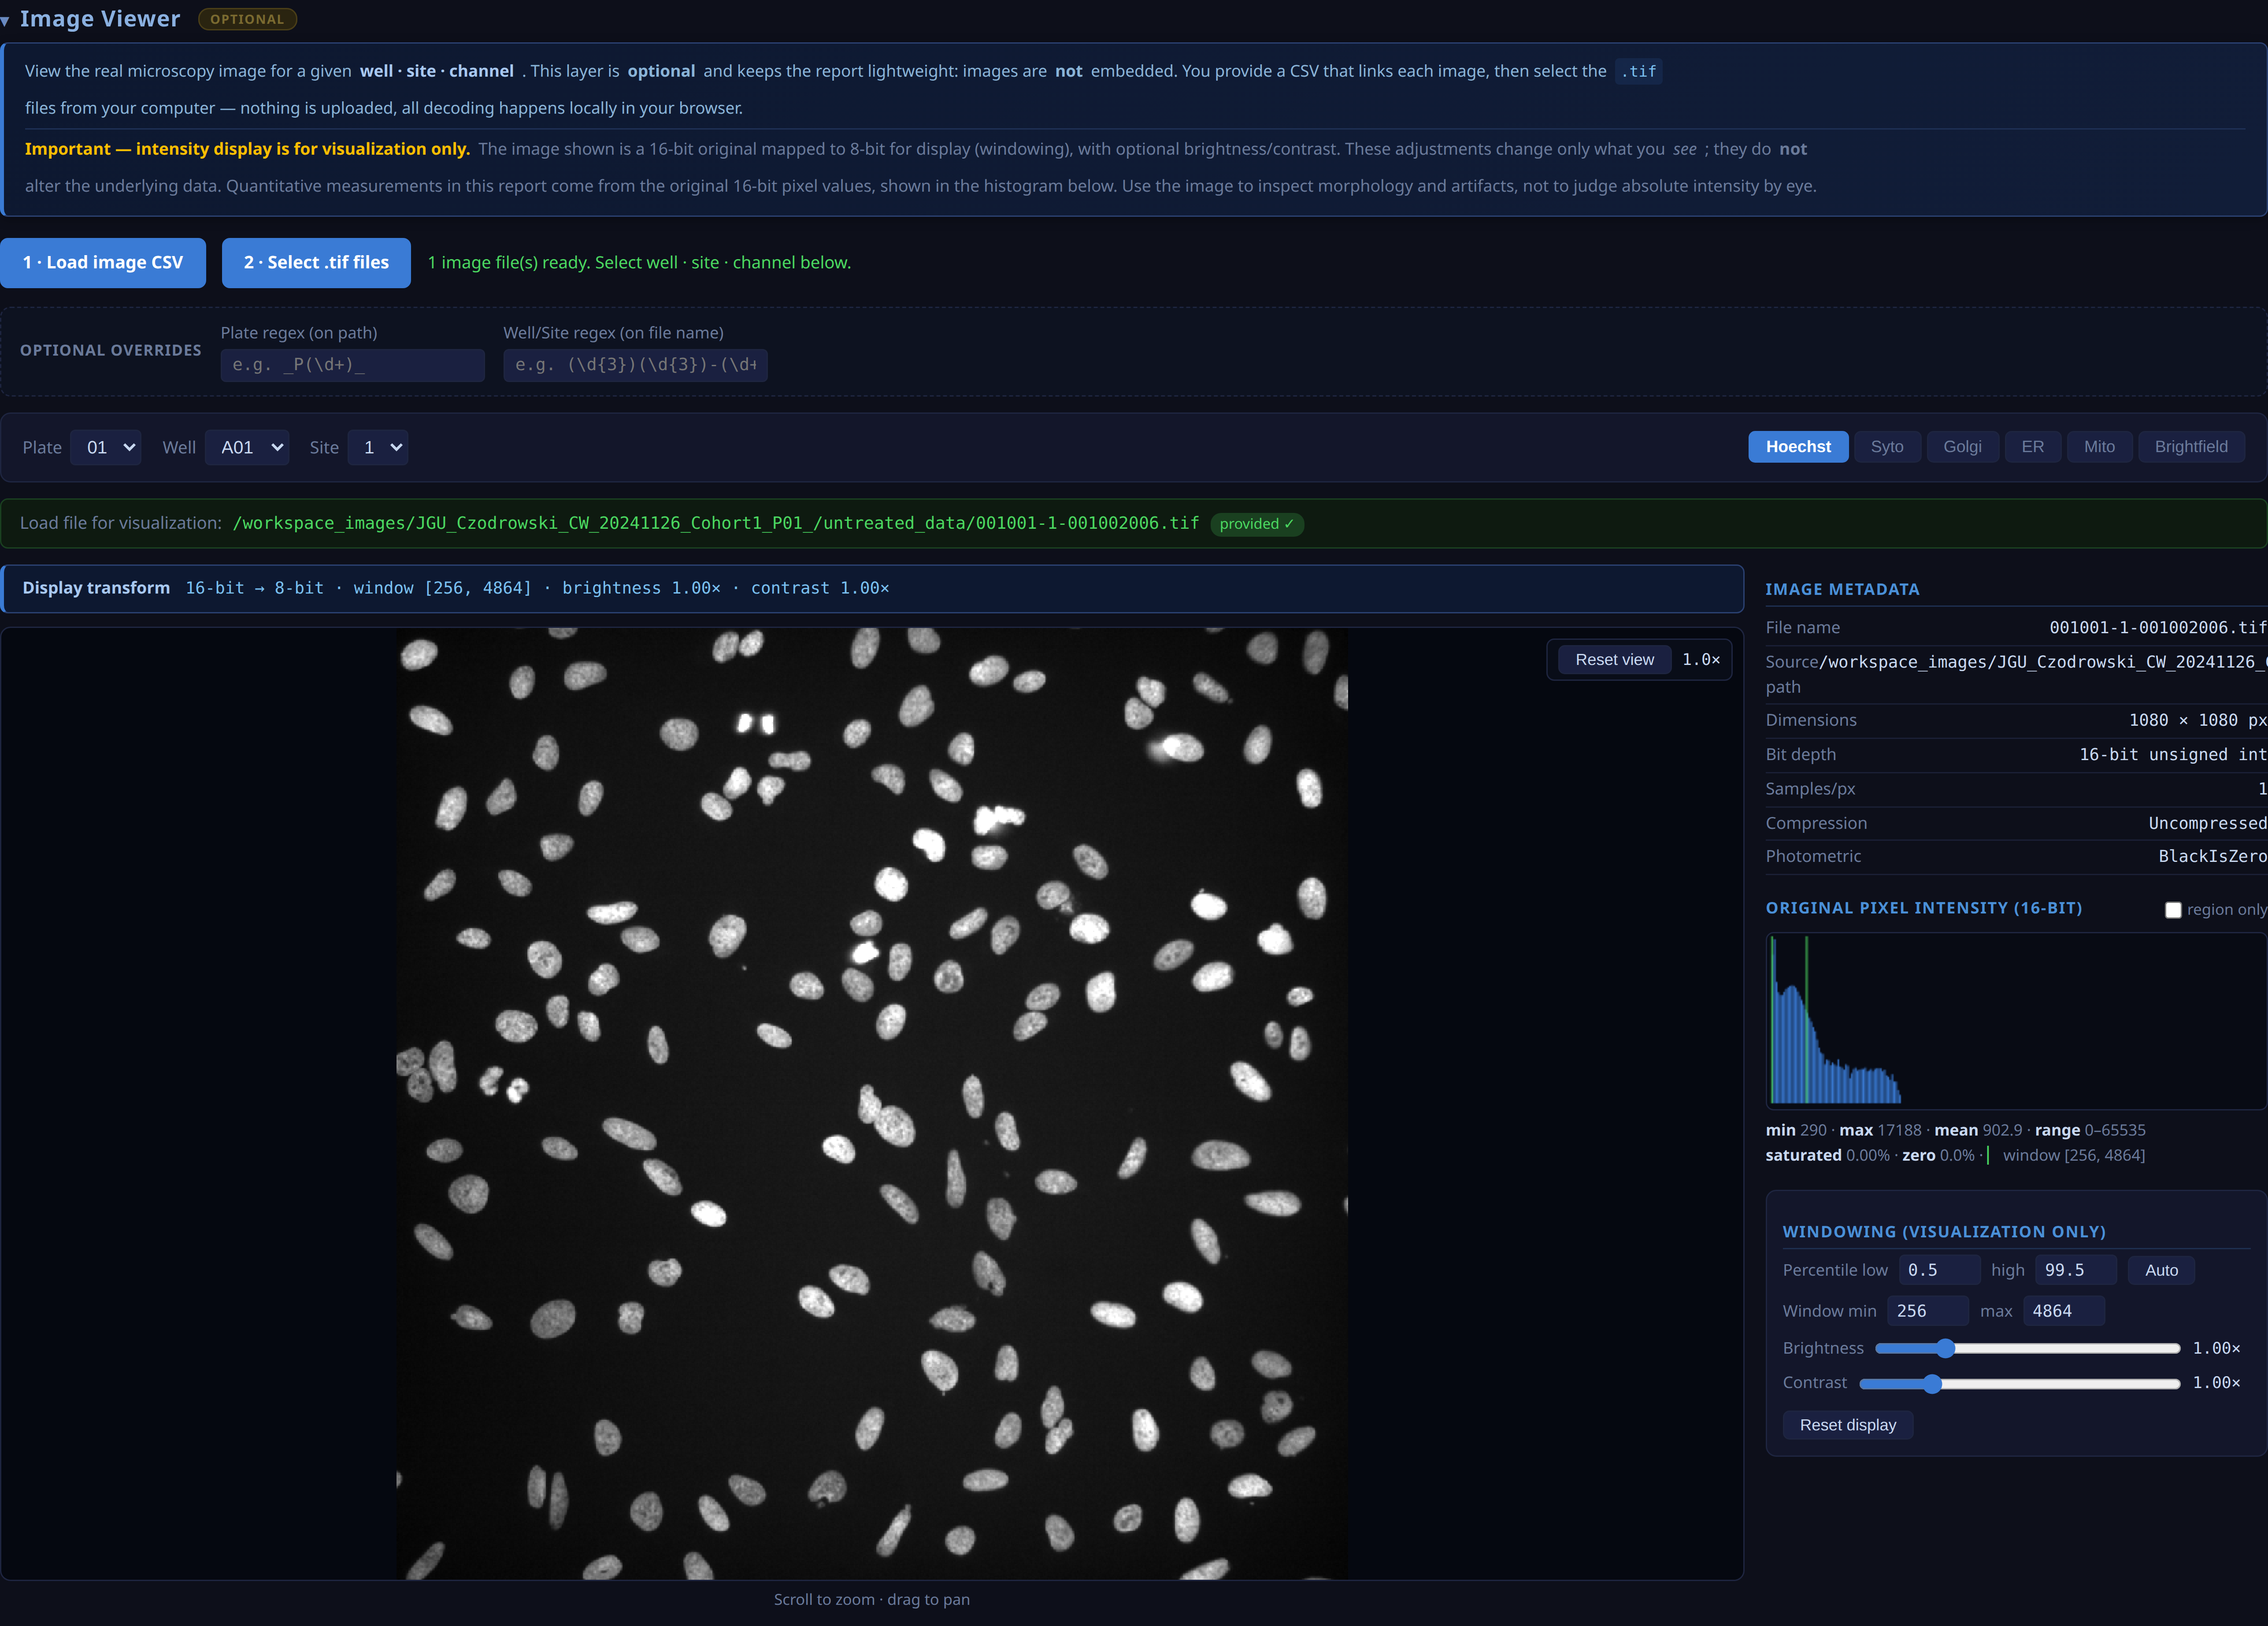 ▾ Image Viewer OPTIONAL
View the real microscopy image for a given well · site · channel . This layer is optional and keeps the report lightweight: images are not embedded. You provide a CSV that links each image, then select the .tif
files from your computer — nothing is uploaded, all decoding happens locally in your browser.
Important — intensity display is for visualization only. The image shown is a 16-bit original mapped to 8-bit for display (windowing), with optional brightness/contrast. These adjustments change only what you see ; they do not
alter the underlying data. Quantitative measurements in this report come from the original 16-bit pixel values, shown in the histogram below. Use the image to inspect morphology and artifacts, not to judge absolute intensity by eye.
1 · Load image CSV 2 · Select .tif files 1 image file(s) ready. Select well · site · channel below.
OPTIONAL OVERRIDES
Plate regex (on path) Well/Site regex (on file name)
e.g. _P(\d+)_ e.g. (\d{3})(\d{3})-(\d+
Plate 01 Well A01 Site 1 Hoechst Syto Golgi ER Mito Brightfield
Load file for visualization: /workspace_images/JGU_Czodrowski_CW_20241126_Cohort1_P01_/untreated_data/001001-1-001002006.tif provided ✓
Display transform 16-bit → 8-bit · window [256, 4864] · brightness 1.00× · contrast 1.00×
Reset view 1.0×
Scroll to zoom · drag to pan
IMAGE METADATA
File name 001001-1-001002006.tif
Source path /workspace_images/JGU_Czodrowski_CW_20241126_
Dimensions 1080 × 1080 px
Bit depth 16-bit unsigned int
Samples/px 1
Compression Uncompressed
Photometric BlackIsZero
ORIGINAL PIXEL INTENSITY (16-BIT) region only
min 290 · max 17188 · mean 902.9 · range 0–65535
saturated 0.00% · zero 0.0% · window [256, 4864]
WINDOWING (VISUALIZATION ONLY)
Percentile low 0.5 high 99.5 Auto
Window min 256 max 4864
Brightness 1.00×
Contrast 1.00×
Reset display